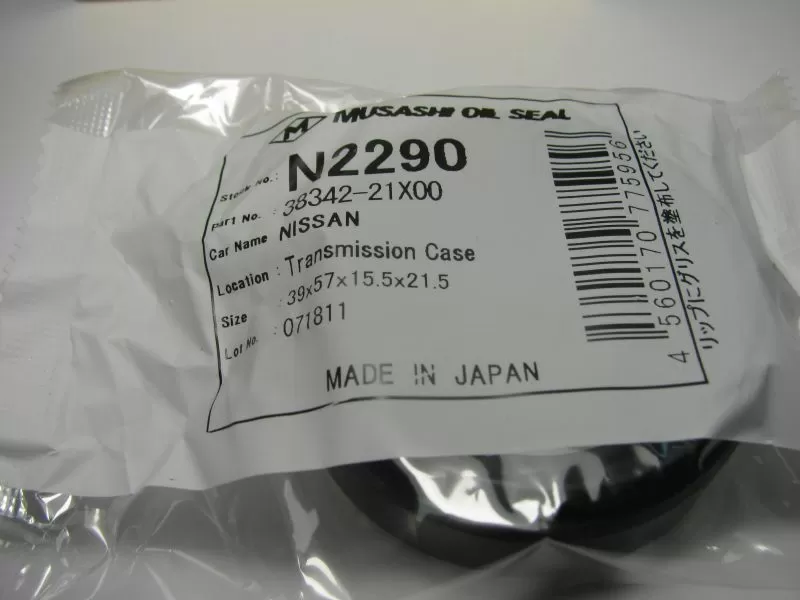 M MUSASHI OIL SEAL
Stock No. : N2290
Part No. : 38342-21X00
Car Name NISSAN
Location : Transmission Case
Size : 39x57x15.5x21.5
Lot No. : 071811
MADE IN JAPAN
4 560170 775956
リップにグリスを塗布してください